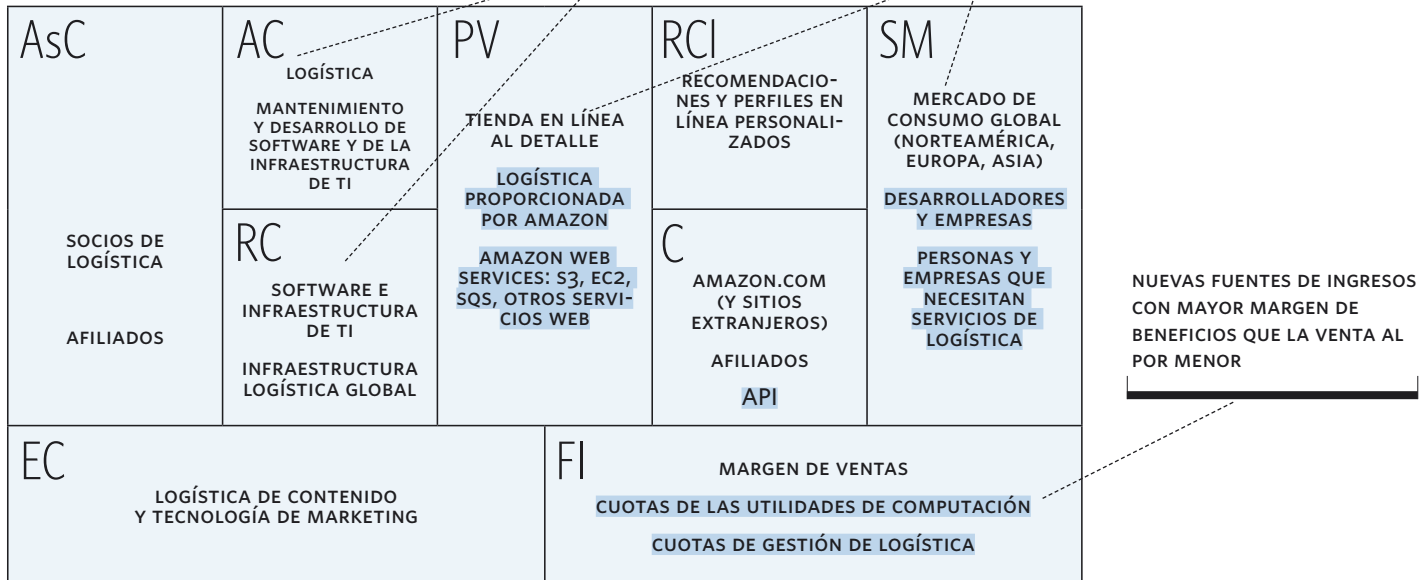 AsC
SOCIOS DE
LOGÍSTICA
AFILIADOS
AC
LOGÍSTICA
MANTENIMIENTO
Y DESARROLLO DE
SOFTWARE Y DE LA
INFRAESTRUCTURA
DE TI
RC
SOFTWARE E
INFRAESTRUCTURA
DE TI
INFRAESTRUCTURA
LOGÍSTICA GLOBAL
PV
TIENDA EN LÍNEA
AL DETALLE
LOGÍSTICA
PROPORCIONADA
POR AMAZON
AMAZON WEB
SERVICES: S3, EC2,
SQS, OTROS SERVI-
CIOS WEB
RCI
RECOMENDACIO-
NES Y PERFILES EN
LÍNEA PERSONALI-
ZADOS
C
AMAZON.COM
(Y SITIOS
EXTRANJEROS)
AFILIADOS
API
SM
MERCADO DE
CONSUMO GLOBAL
(NORTEAMÉRICA,
EUROPA, ASIA)
DESARROLLADORES
Y EMPRESAS
PERSONAS Y
EMPRESAS QUE
NECESITAN
SERVICIOS DE
LOGÍSTICA
NUEVAS FUENTES DE INGRESOS
CON MAYOR MARGEN DE
BENEFICIOS QUE LA VENTA AL
POR MENOR
EC
LOGÍSTICA DE CONTENIDO
Y TECNOLOGÍA DE MARKETING
FI
MARGEN DE VENTAS
CUOTAS DE LAS UTILIDADES DE COMPUTACIÓN
CUOTAS DE GESTIÓN DE LOGÍSTICA